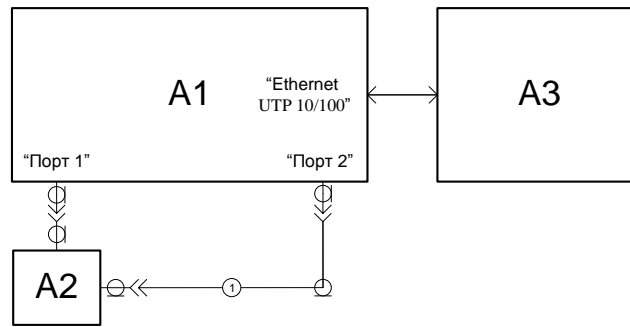 A1
“Ethernet
UTP 10/100”
A3
“Порт 1”
“Порт 2”
A2
1